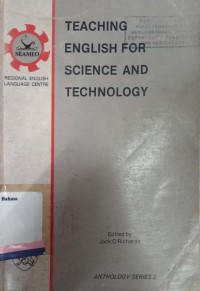 TEACHING
ENGLISH FOR
SCIENCE AND
TECHNOLOGY
SEAMEO
REGIONAL ENGLISH
LANGUAGE CENTRE
Bahasa
Edited by
Jack C Richards
ANTHOLOGY SERIES 2